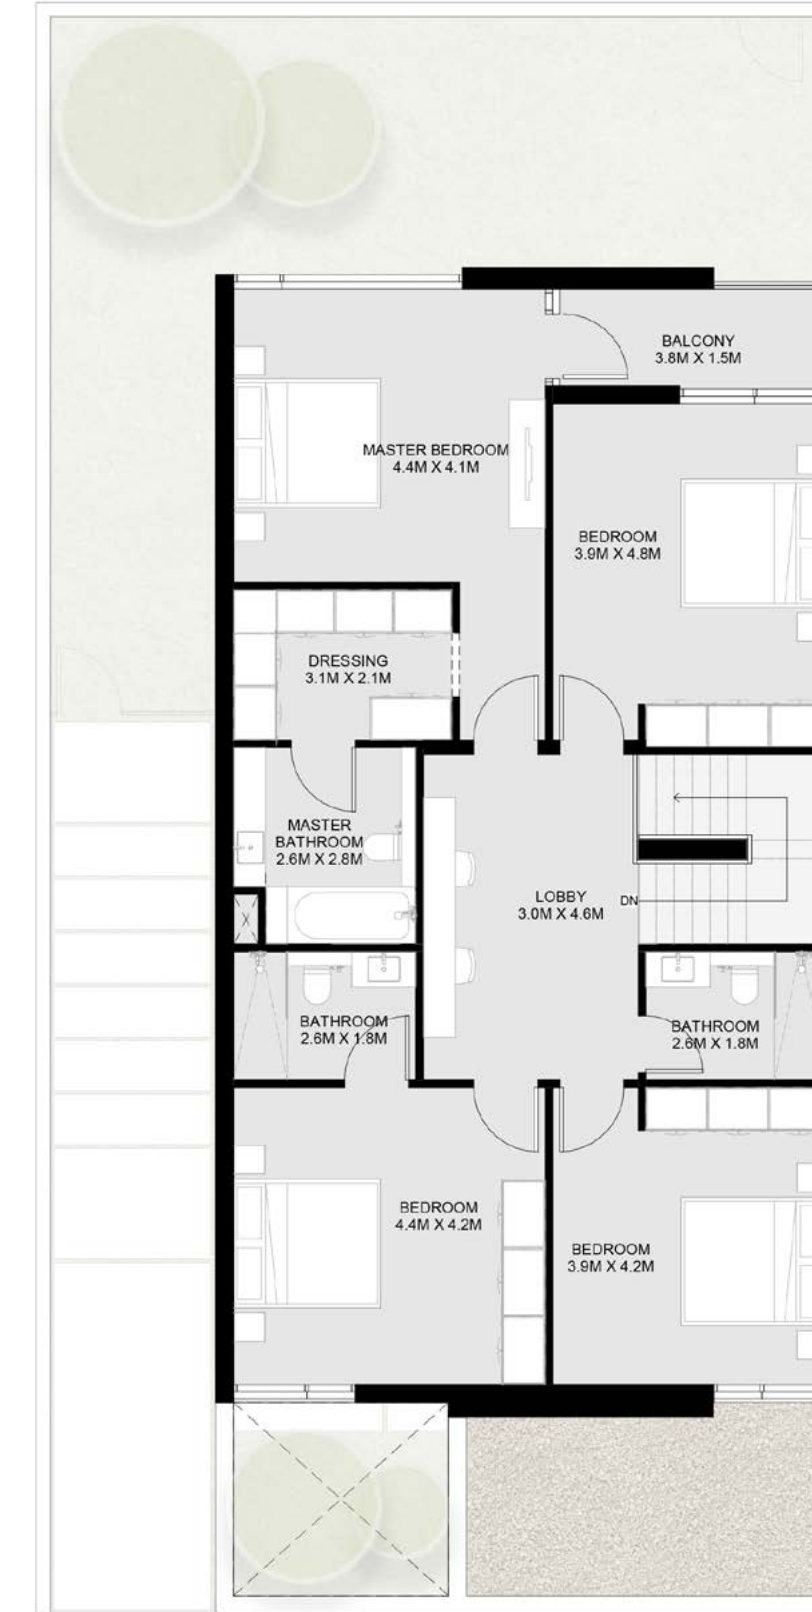 BALCONY
3.8M X 1.5M
MASTER BEDROOM
4.4M X 4.1M
BEDROOM
3.9M X 4.8M
DRESSING
3.1M X 2.1M
MASTER
BATHROOM
2.6M X 2.8M
LOBBY
3.0M X 4.6M
DN
BATHROOM
2.6M X 1.8M
BATHROOM
2.6M X 1.8M
BEDROOM
4.4M X 4.2M
BEDROOM
3.9M X 4.2M